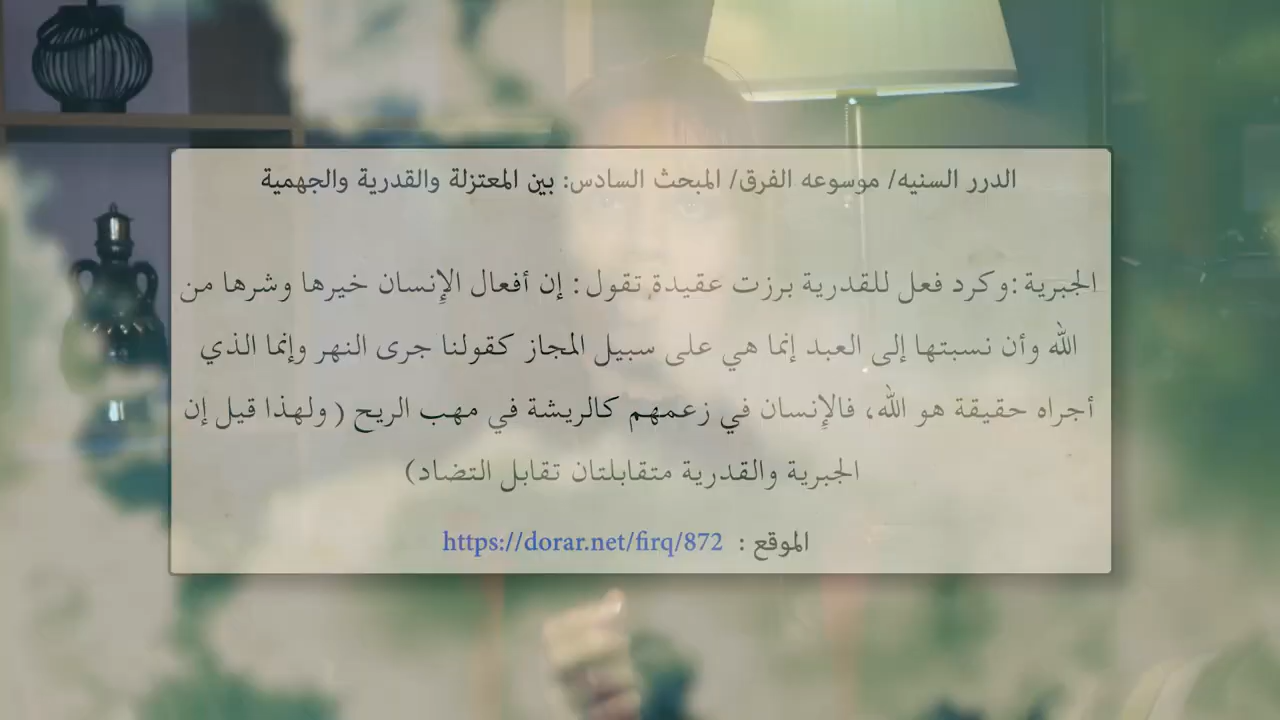 الدرر السنيه/ موسوعه الفرق/ المبحث السادس: بين المعتزلة والقدرية والجهمية
الجبرية :وكرد فعل للقدرية برزت عقيدة تقول: إن أفعال الإنسان خيرها وشرها من
الله وأن نسبتها إلى العبد إنما هي على سبيل المجاز كقولنا جرى النهر وإنما الذي
أجراه حقيقة هو الله، فالإنسان في زعمهم كالريشة في مهب الريح ( ولهذا قيل إن
الجبرية والقدرية متقابلتان تقابل التضاد)
الموقع : https://dorar.net/firq/872